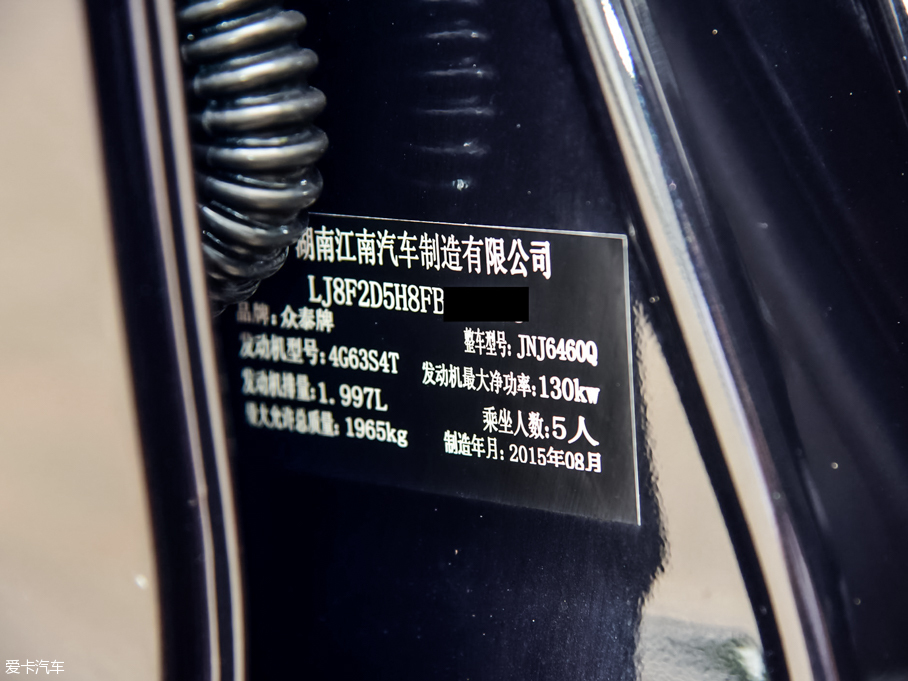 湖南江南汽车制造有限公司
LJ8F2D5H8FB
品牌:众泰牌
整车型号:JNJ6460Q
发动机型号:4G63S4T
发动机最大净功率:130kw
发动机排量:1.997L
乘坐人数:5人
最大允许总质量:1965kg
制造年月:2015年08月
爱卡汽车